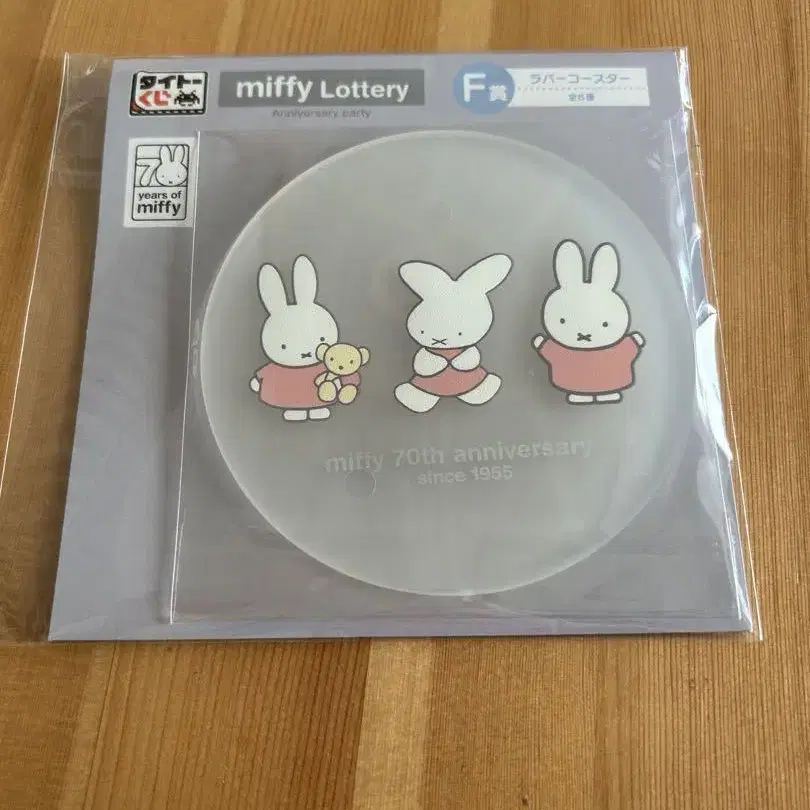 タイトー
くじ
miffy Lottery
Anniversary party
F賞
ラバーコースター
全6種
70
years of
miffy
miffy 70th anniversary
since 1955